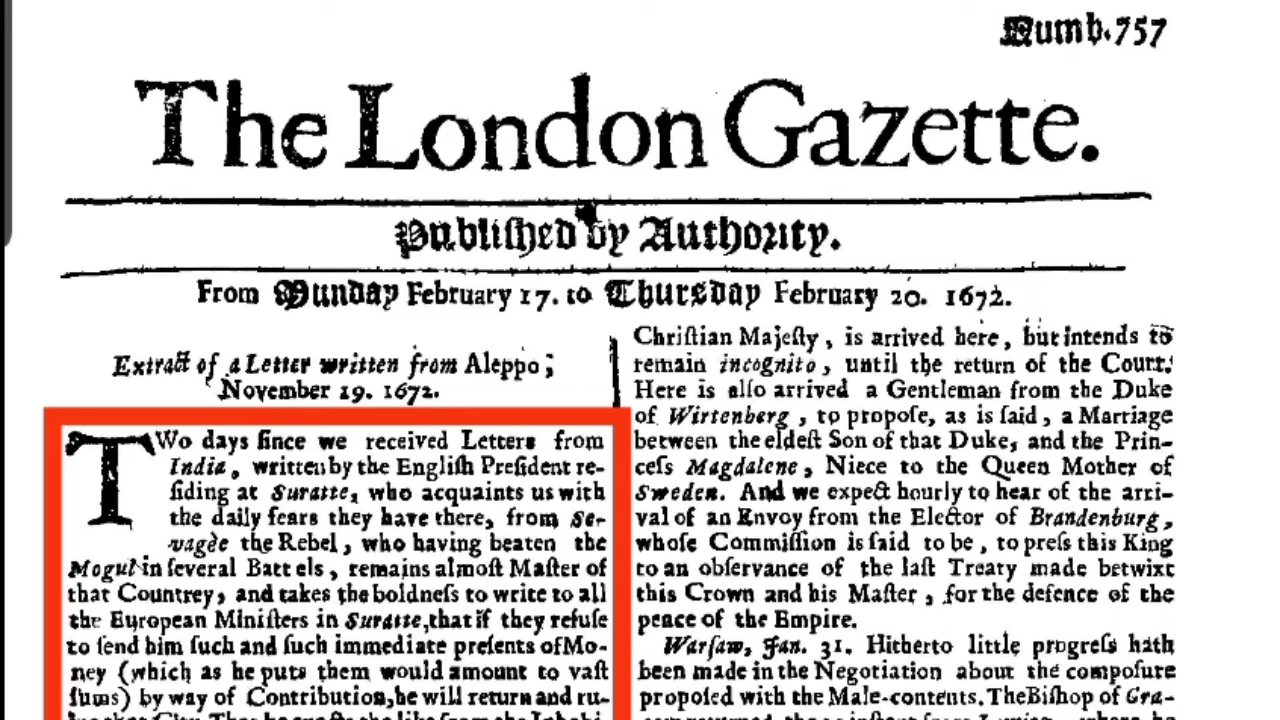 Numb. 757
The London Gazette.
Publiſhed by Authority.
From Munday February 17. to Thursday February 20. 1672.
Extract of a Letter written from Aleppo;
November 19. 1672.
TWo days ſince we received Letters from
India, written by the Engliſh Preſident re-
ſiding at Suratte, who acquaints us with
the daily fears they have there, from Se-
vagèe the Rebel, who having beaten the
Mogul in ſeveral Battels, remains almoſt Maſter of
that Countrey, and takes the boldneſs to write to all
the European Miniſters in Suratte, that if they refuſe
to ſend him ſuch and ſuch immediate preſents of Mo-
ney (which as he puts them would amount to vaſt
ſums) by way of Contribution, he will return and ru-
Chriſtian Majeſty, is arrived here, but intends to
remain incognito, until the return of the Court:
Here is alſo arrived a Gentleman from the Duke
of Wirtenberg, to propoſe, as is ſaid, a Marriage
between the eldeſt Son of that Duke, and the Prin-
ceſs Magdalene, Niece to the Queen Mother of
Sweden. And we expect hourly to hear of the arri-
val of an Envoy from the Elector of Brandenburg,
whoſe Commiſſion is ſaid to be, to preſs this King
to an obſervance of the laſt Treaty made betwixt
this Crown and his Maſter, for the defence of the
peace of the Empire.
Warſaw, Jan. 31. Hitherto little progreſs hath
been made in the Negotiation about the compoſure
propoſed with the Male-contents. The Biſhop of Cra-